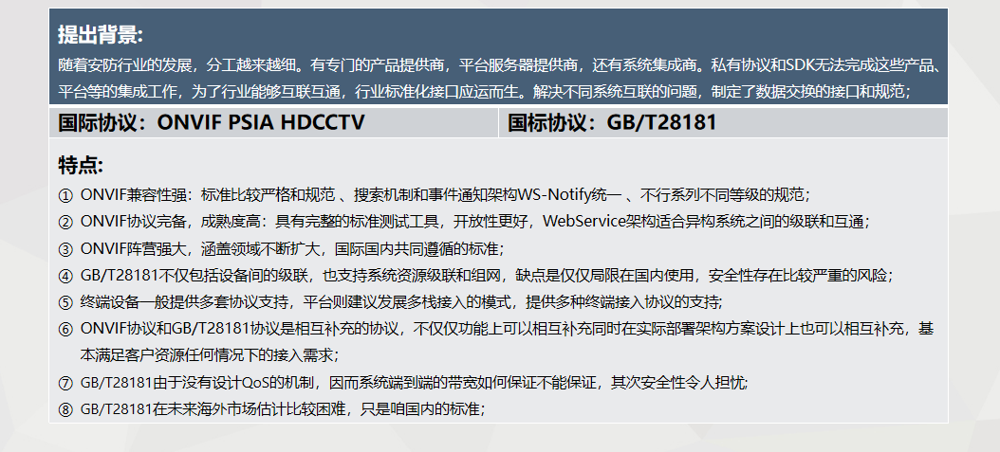 提出背景:
随着安防行业的发展，分工越来越细。有专门的产品提供商，平台服务器提供商，还有系统集成商。私有协议和SDK无法完成这些产品、
平台等的集成工作，为了行业能够互联互通，行业标准化接口应运而生。解决不同系统互联的问题，制定了数据交换的接口和规范；
国际协议：ONVIF PSIA HDCCTV
国标协议：GB/T28181
特点:
① ONVIF兼容性强：标准比较严格和规范 、搜索机制和事件通知架构WS-Notify统一 、不行系列不同等级的规范；
② ONVIF协议完备，成熟度高：具有完整的标准测试工具，开放性更好，WebService架构适合异构系统之间的级联和互通；
③ ONVIF阵营强大，涵盖领域不断扩大，国际国内共同遵循的标准；
④ GB/T28181不仅包括设备间的级联，也支持系统资源级联和组网，缺点是仅仅局限在国内使用，安全性存在比较严重的风险；
⑤ 终端设备一般提供多套协议支持，平台则建议发展多栈接入的模式，提供多种终端接入协议的支持;
⑥ ONVIF协议和GB/T28181协议是相互补充的协议，不仅仅功能上可以相互补充同时在实际部署架构方案设计上也可以相互补充，基
本满足客户资源任何情况下的接入需求；
⑦ GB/T28181由于没有设计QoS的机制，因而系统端到端的带宽如何保证不能保证，其次安全性令人担忧;
⑧ GB/T28181在未来海外市场估计比较困难，只是咱国内的标准；